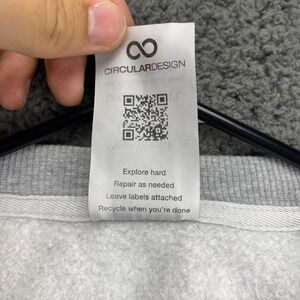 CIRCULARDESIGN
Explore hard
Repair as needed
Leave labels attached
Recycle when you're done